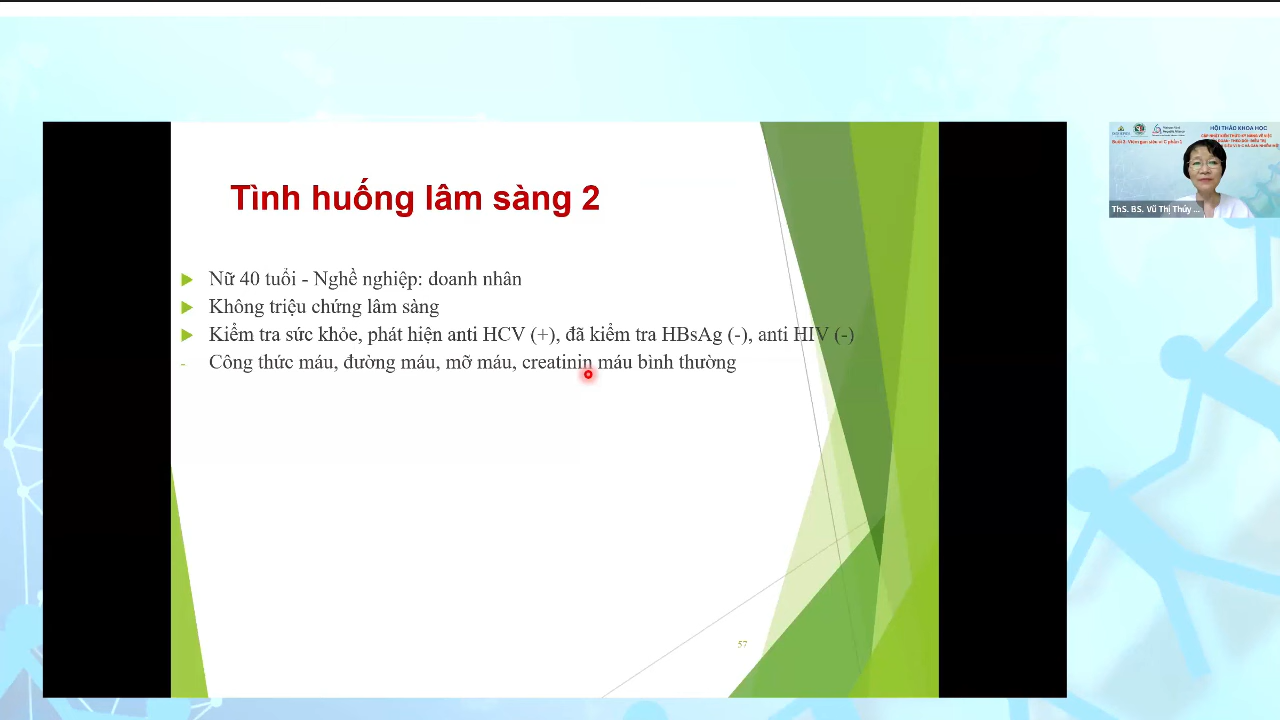 Tình huống lâm sàng 2
Nữ 40 tuổi - Nghề nghiệp: doanh nhân
Không triệu chứng lâm sàng
Kiểm tra sức khỏe, phát hiện anti HCV (+), đã kiểm tra HBsAg (-), anti HIV (-)
- Công thức máu, đường máu, mỡ máu, creatinin máu bình thường
57
HỘI THẢO KHOA HỌC
ThS. BS. Vũ Thị Thúy ...